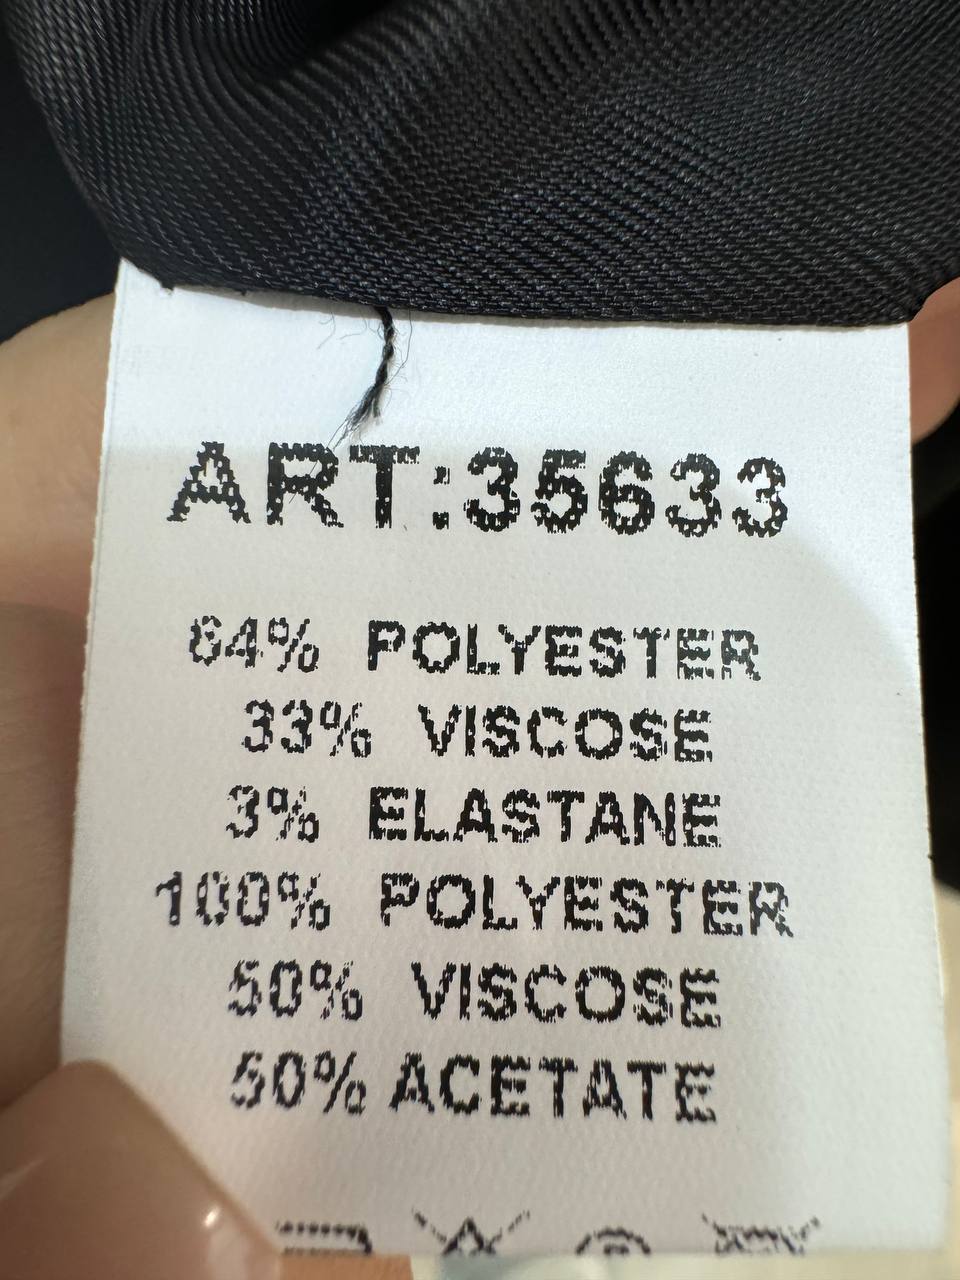 ART:35633
64% POLYESTER
33% VISCOSE
3% ELASTANE
100% POLYESTER
50% VISCOSE
50% ACETATE